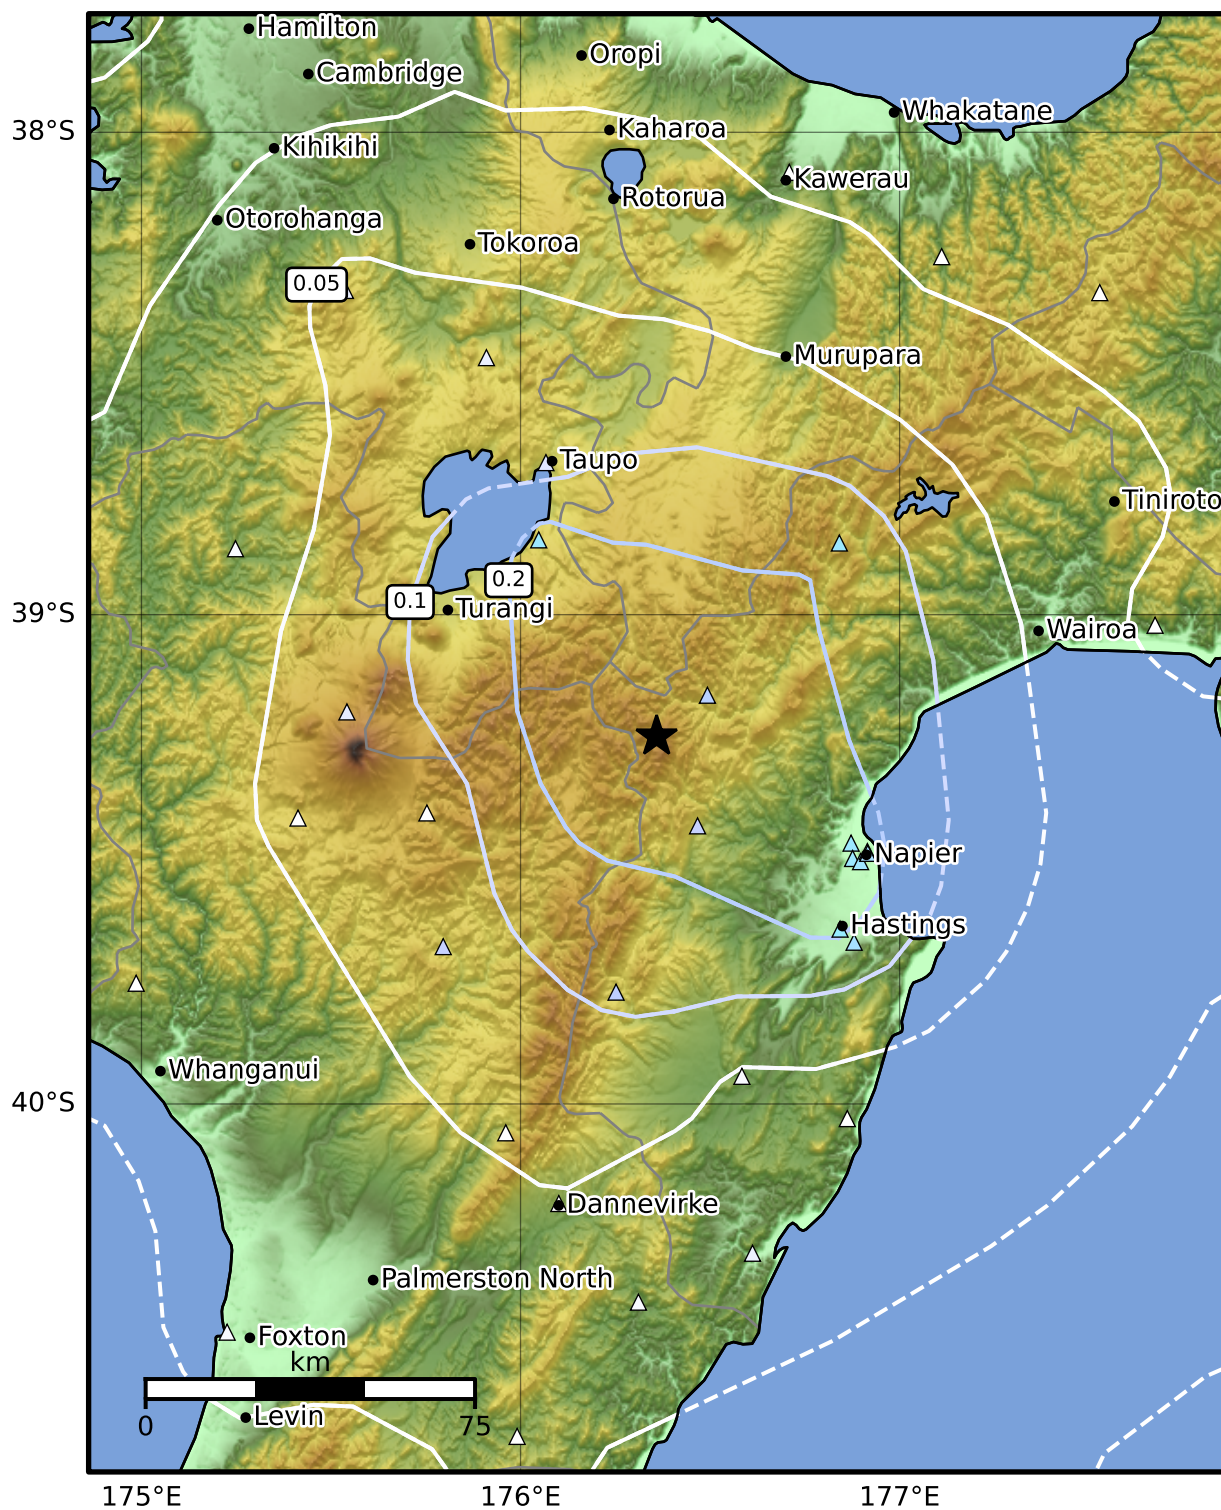 Hamilton
Oropi
Cambridge
Whakatane
38°S
Kaharoa
Kihikihi
Kawerau
Rotorua
Otorohanga
Tokoroa
0.05
Murupara
Taupo
Tiniroto
0.2
0.1
Turangi
39°S
Wairoa
Napier
Hastings
Whanganui
40°S
Dannevirke
Palmerston North
Foxton
km
Levin
0
75
175°E
176°E
177°E